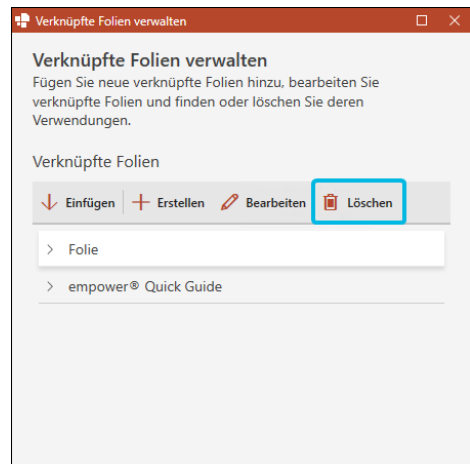 Verknüpfte Folien verwalten
Verknüpfte Folien verwalten
Fügen Sie neue verknüpfte Folien hinzu, bearbeiten Sie
verknüpfte Folien und finden oder löschen Sie deren
Verwendungen.
Verknüpfte Folien
Einfügen Erstellen Bearbeiten Löschen
Folie
empower® Quick Guide